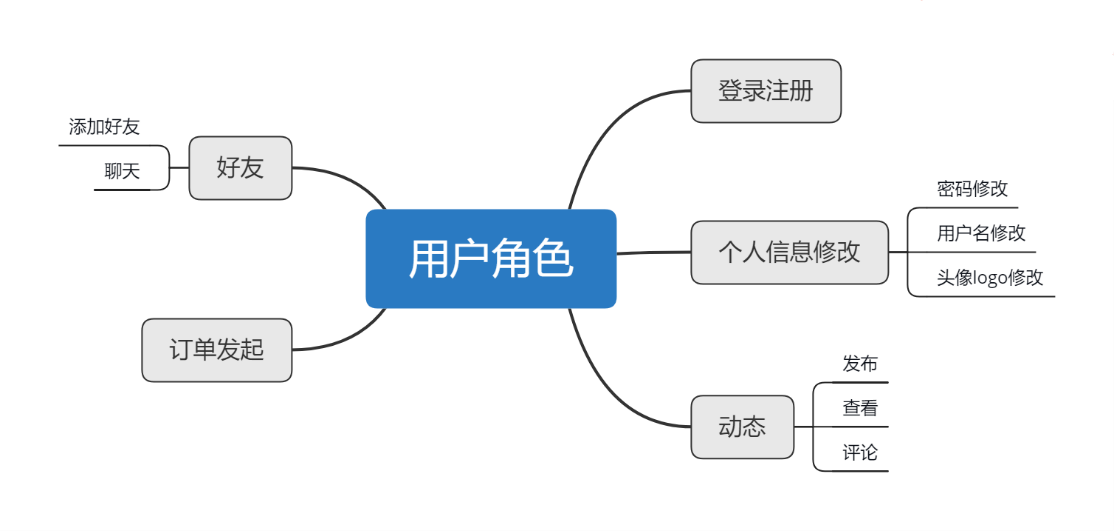 用户角色
登录注册
个人信息修改
密码修改
用户名修改
头像logo修改
动态
发布
查看
评论
好友
添加好友
聊天
订单发起